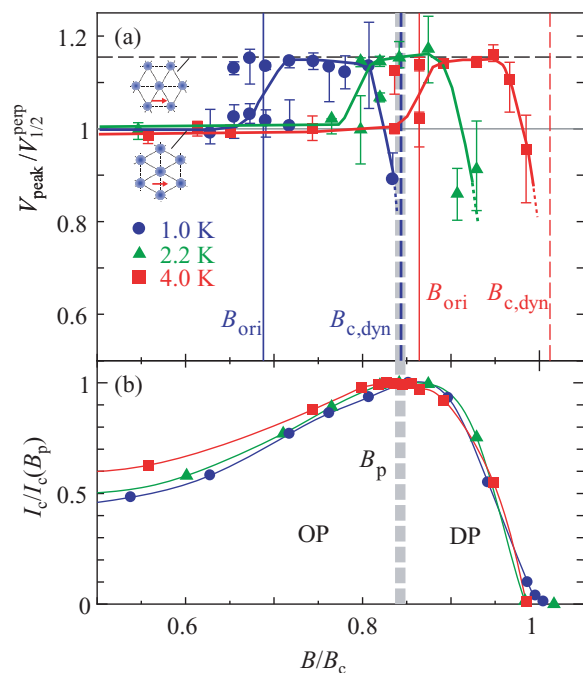 (a)
1.2
1
0.8
0.6
V_peak/V_1/2^perp
1.0 K
2.2 K
4.0 K
B_ori
B_c,dyn
B_ori
B_c,dyn
(b)
1
0.5
0
I_c/I_c(B_p)
B_p
OP
DP
0.6
0.8
1
B/B_c